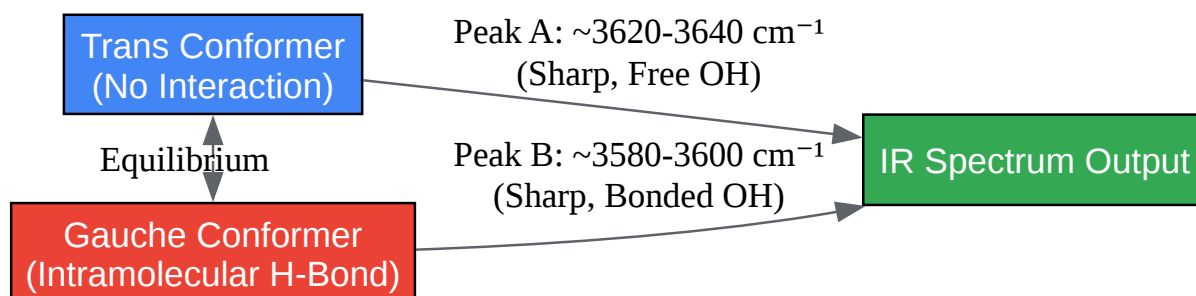 Trans Conformer
(No Interaction)
Peak A: ~3620-3640 cm⁻¹
(Sharp, Free OH)
Equilibrium
Peak B: ~3580-3600 cm⁻¹
(Sharp, Bonded OH)
IR Spectrum Output
Gauche Conformer
(Intramolecular H-Bond)